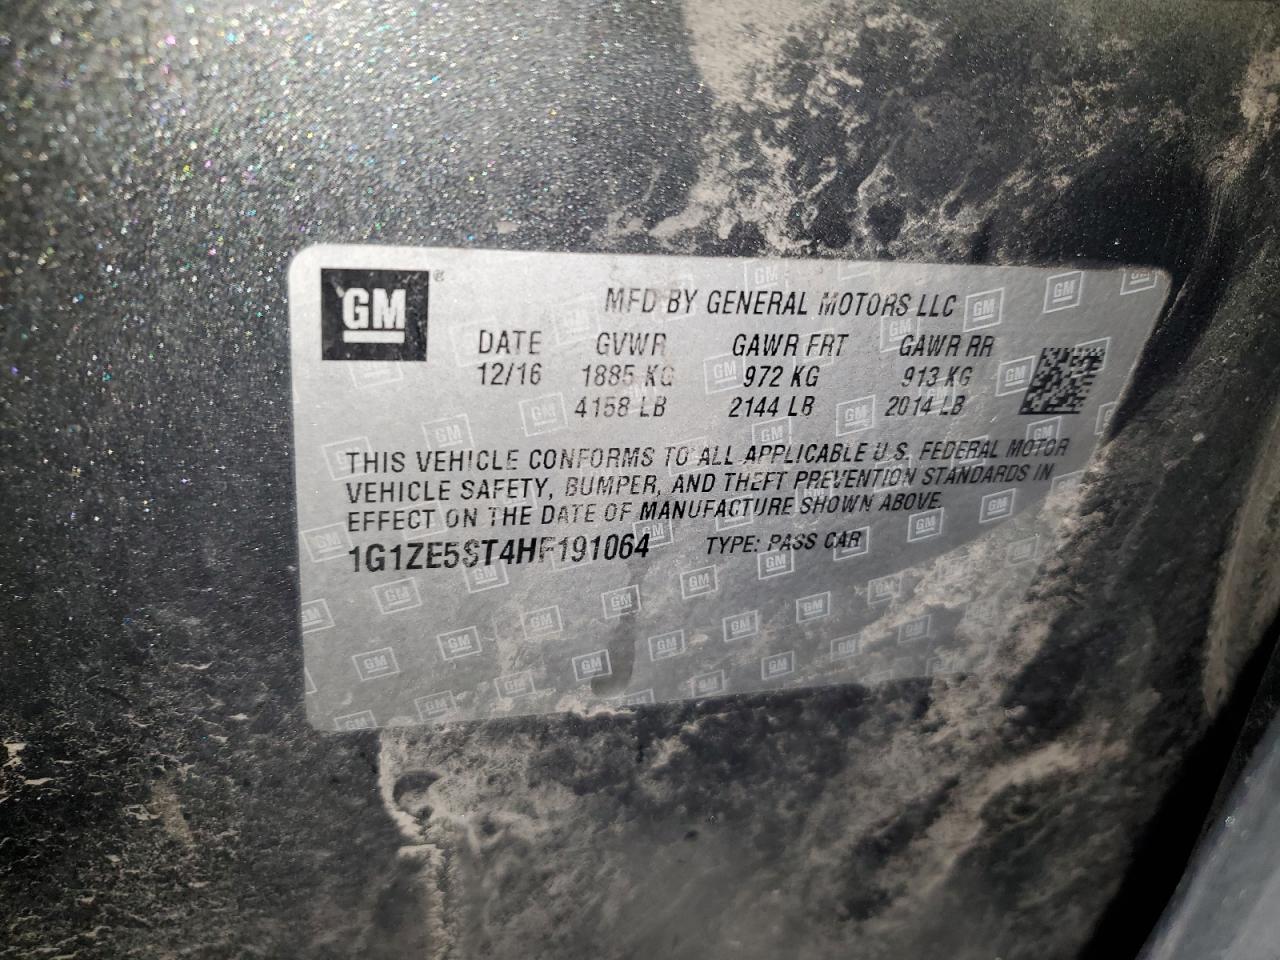 GM ®
MFD BY GENERAL MOTORS LLC
DATE GVWR GAWR FRT GAWR RR
12/16 1885 KG 972 KG 913 KG
4158 LB 2144 LB 2014 LB
THIS VEHICLE CONFORMS TO ALL APPLICABLE U.S. FEDERAL MOTOR
VEHICLE SAFETY, BUMPER, AND THEFT PREVENTION STANDARDS IN
EFFECT ON THE DATE OF MANUFACTURE SHOWN ABOVE.
1G1ZE5ST4HF191064 TYPE: PASS CAR